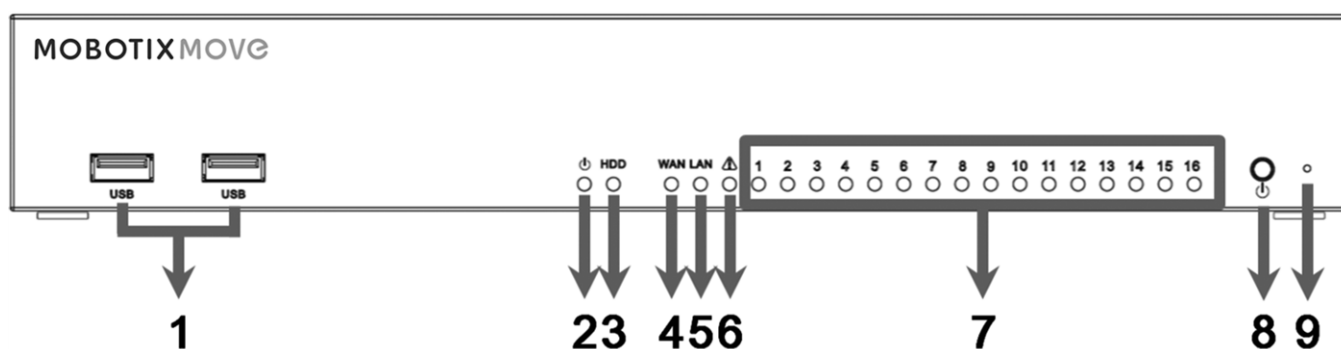 MOBOTIX MOVE
HDD WAN LAN 1 2 3 4 5 6 7 8 9 10 11 12 13 14 15 16
USB USB
1 2 3 4 5 6 7 8 9